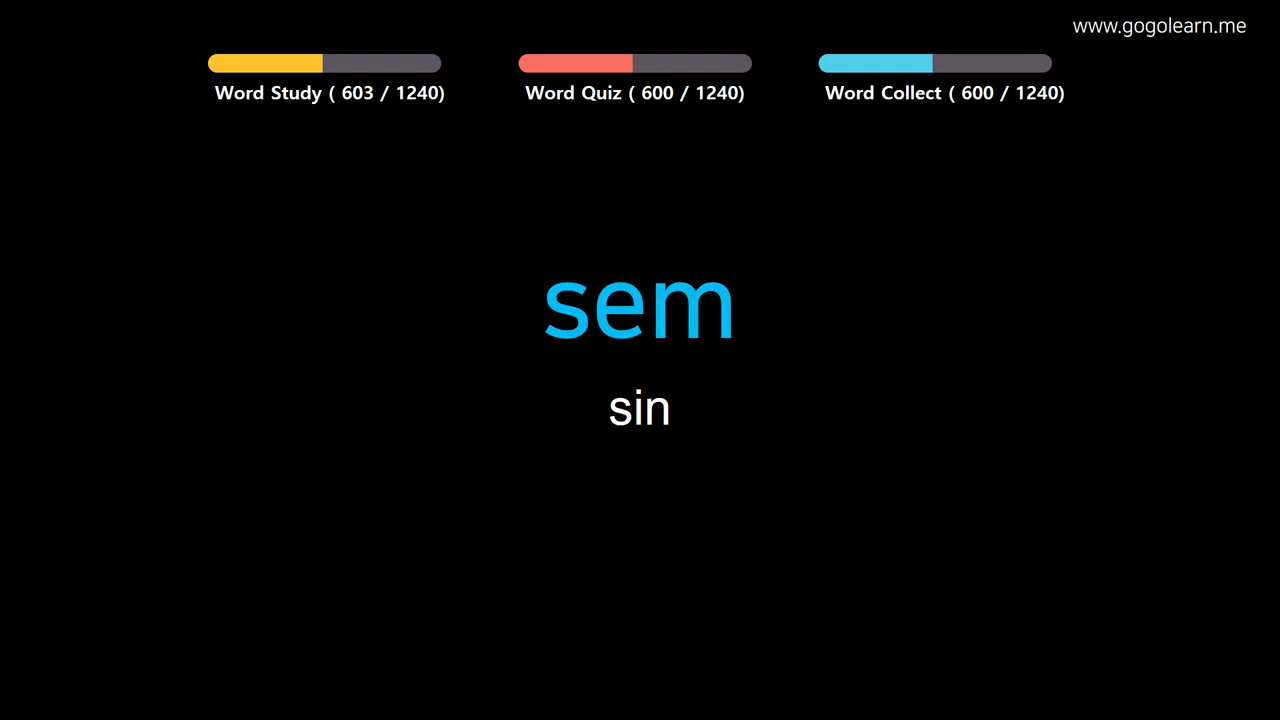 www.gogolearn.me
Word Study ( 603 / 1240)
Word Quiz ( 600 / 1240)
Word Collect ( 600 / 1240)
sem
sin